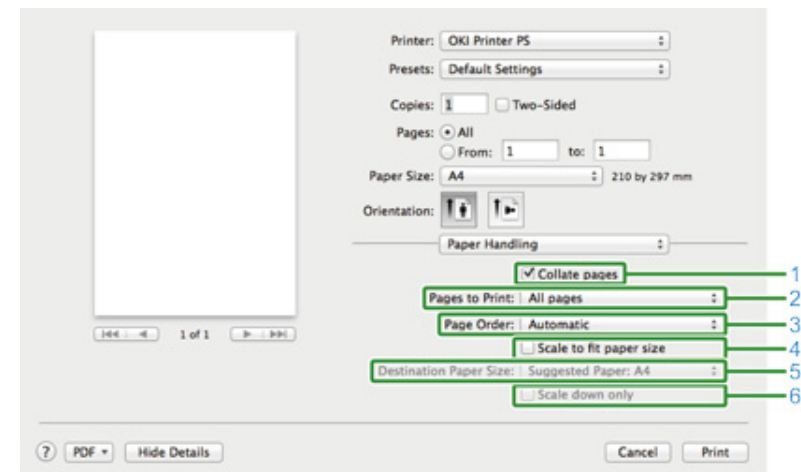 Printer: OKI Printer PS
Presets: Default Settings
Copies: 1 Two-Sided
Pages: All
From: 1 to: 1
Paper Size: A4 210 by 297 mm
Orientation:
Paper Handling
Collate pages 1
Pages to Print: All pages 2
Page Order: Automatic 3
1 of 1
Scale to fit paper size 4
Destination Paper Size: Suggested Paper: A4 5
Scale down only 6
? PDF Hide Details Cancel Print